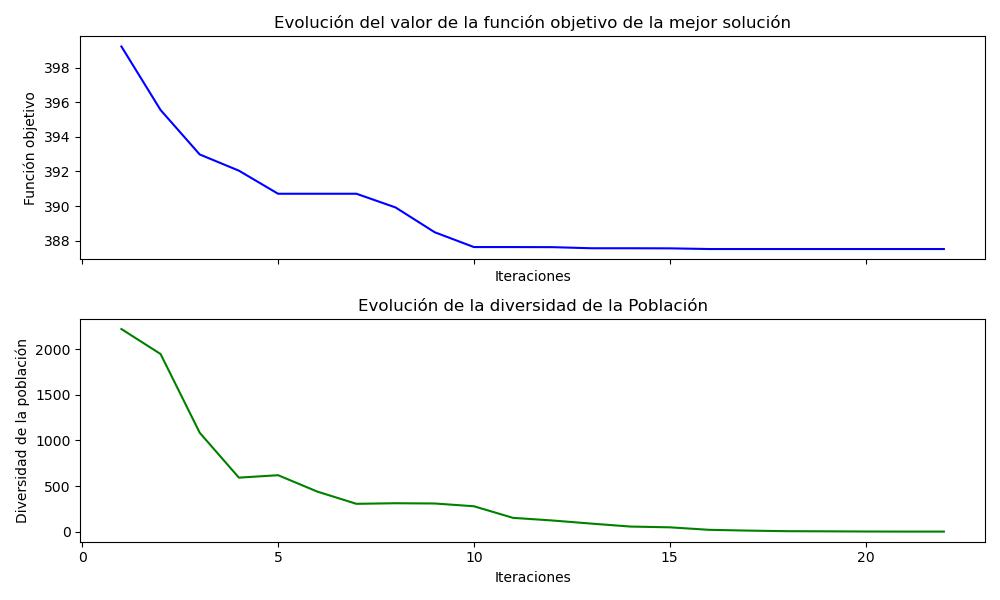 Evolución del valor de la función objetivo de la mejor solución
Función objetivo
398
396
394
392
390
388
Iteraciones
Evolución de la diversidad de la Población
Diversidad de la población
2000
1500
1000
500
0
0 5 10 15 20
Iteraciones